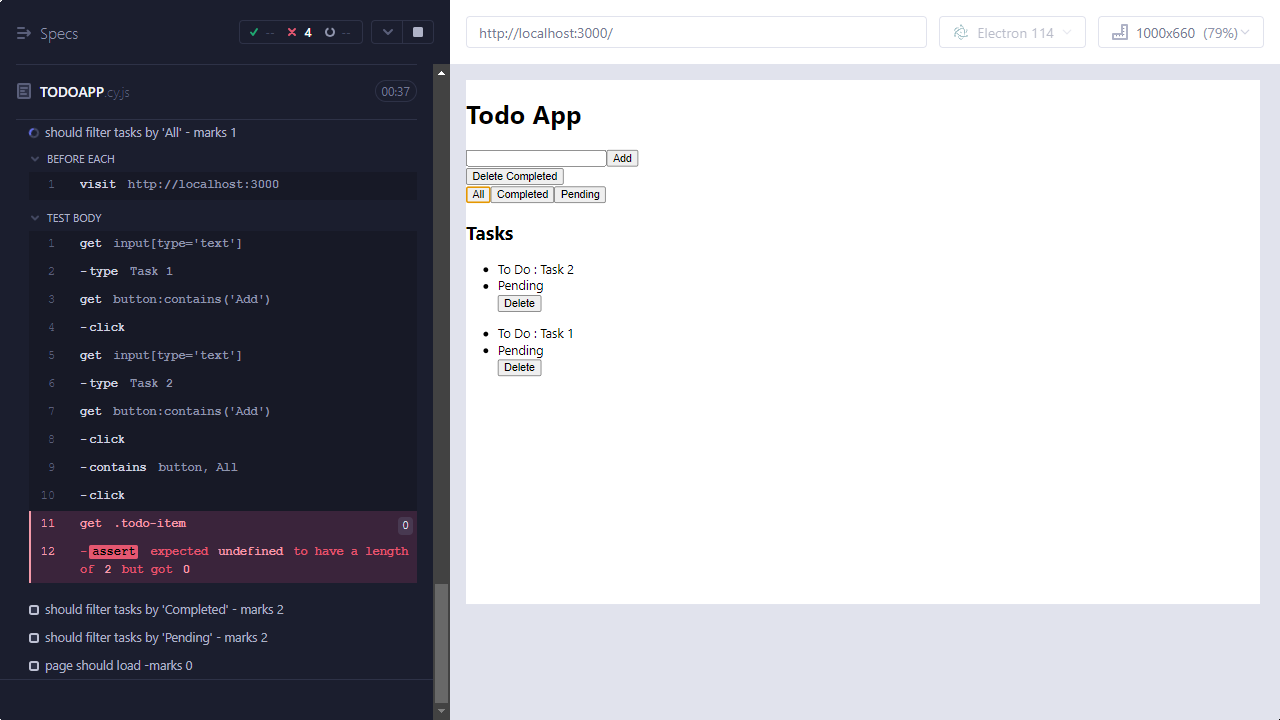 Specs
-- 4 --
TODOAPP.cy.js
00:37
should filter tasks by 'All' - marks 1
BEFORE EACH
1 visit http://localhost:3000
TEST BODY
1 get input[type='text']
2 -type Task 1
3 get button:contains('Add')
4 -click
5 get input[type='text']
6 -type Task 2
7 get button:contains('Add')
8 -click
9 -contains button, All
10 -click
11 get .todo-item 0
12 -assert expected undefined to have a length
of 2 but got 0
should filter tasks by 'Completed' - marks 2
should filter tasks by 'Pending' - marks 2
page should load -marks 0
http://localhost:3000/
Electron 114
1000x660 (79%)
Todo App
Add
Delete Completed
All Completed Pending
Tasks
To Do : Task 2
Pending
Delete
To Do : Task 1
Pending
Delete